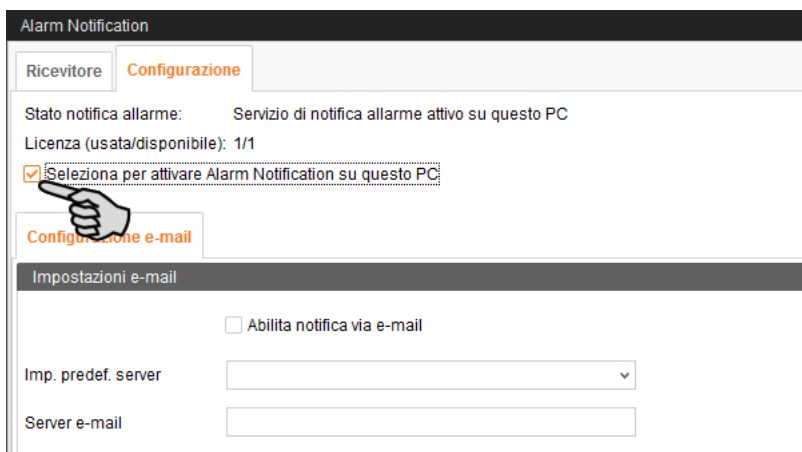 Alarm Notification
Ricevitore Configurazione
Stato notifica allarme: Servizio di notifica allarme attivo su questo PC
Licenza (usata/disponibile): 1/1
Seleziona per attivare Alarm Notification su questo PC
Configurazione e-mail
Impostazioni e-mail
Abilita notifica via e-mail
Imp. predef. server
Server e-mail